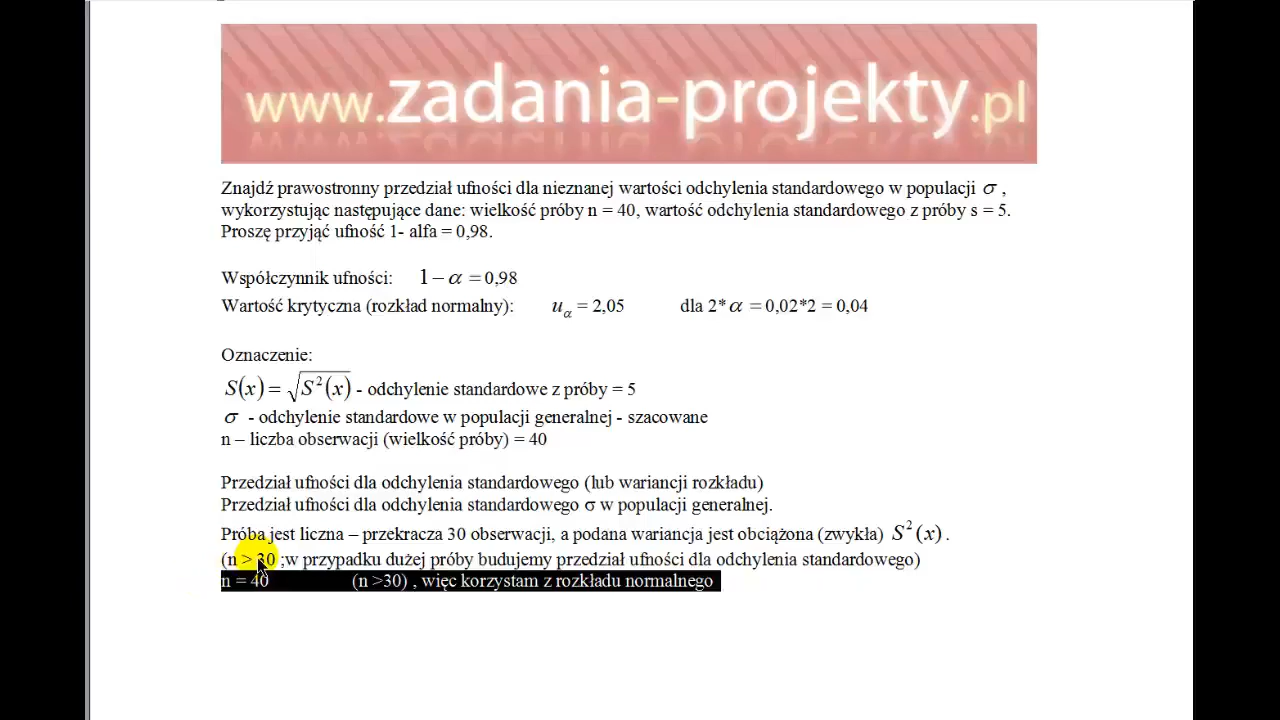 www.zadania-projekty.pl
Znajdź prawostronny przedział ufności dla nieznanej wartości odchylenia standardowego w populacji σ ,
wykorzystując następujące dane: wielkość próby n = 40, wartość odchylenia standardowego z próby s = 5.
Proszę przyjąć ufność 1- alfa = 0,98.
Współczynnik ufności: 1 − α = 0,98
Wartość krytyczna (rozkład normalny): u_α = 2,05 dla 2* α = 0,02*2 = 0,04
Oznaczenie:
S(x) = √S²(x) - odchylenie standardowe z próby = 5
σ - odchylenie standardowe w populacji generalnej - szacowane
n – liczba obserwacji (wielkość próby) = 40
Przedział ufności dla odchylenia standardowego (lub wariancji rozkładu)
Przedział ufności dla odchylenia standardowego σ w populacji generalnej.
Próba jest liczna – przekracza 30 obserwacji, a podana wariancja jest obciążona (zwykła) S²(x) .
(n > 30 ;w przypadku dużej próby budujemy przedział ufności dla odchylenia standardowego)
n = 40 (n >30) , więc korzystam z rozkładu normalnego